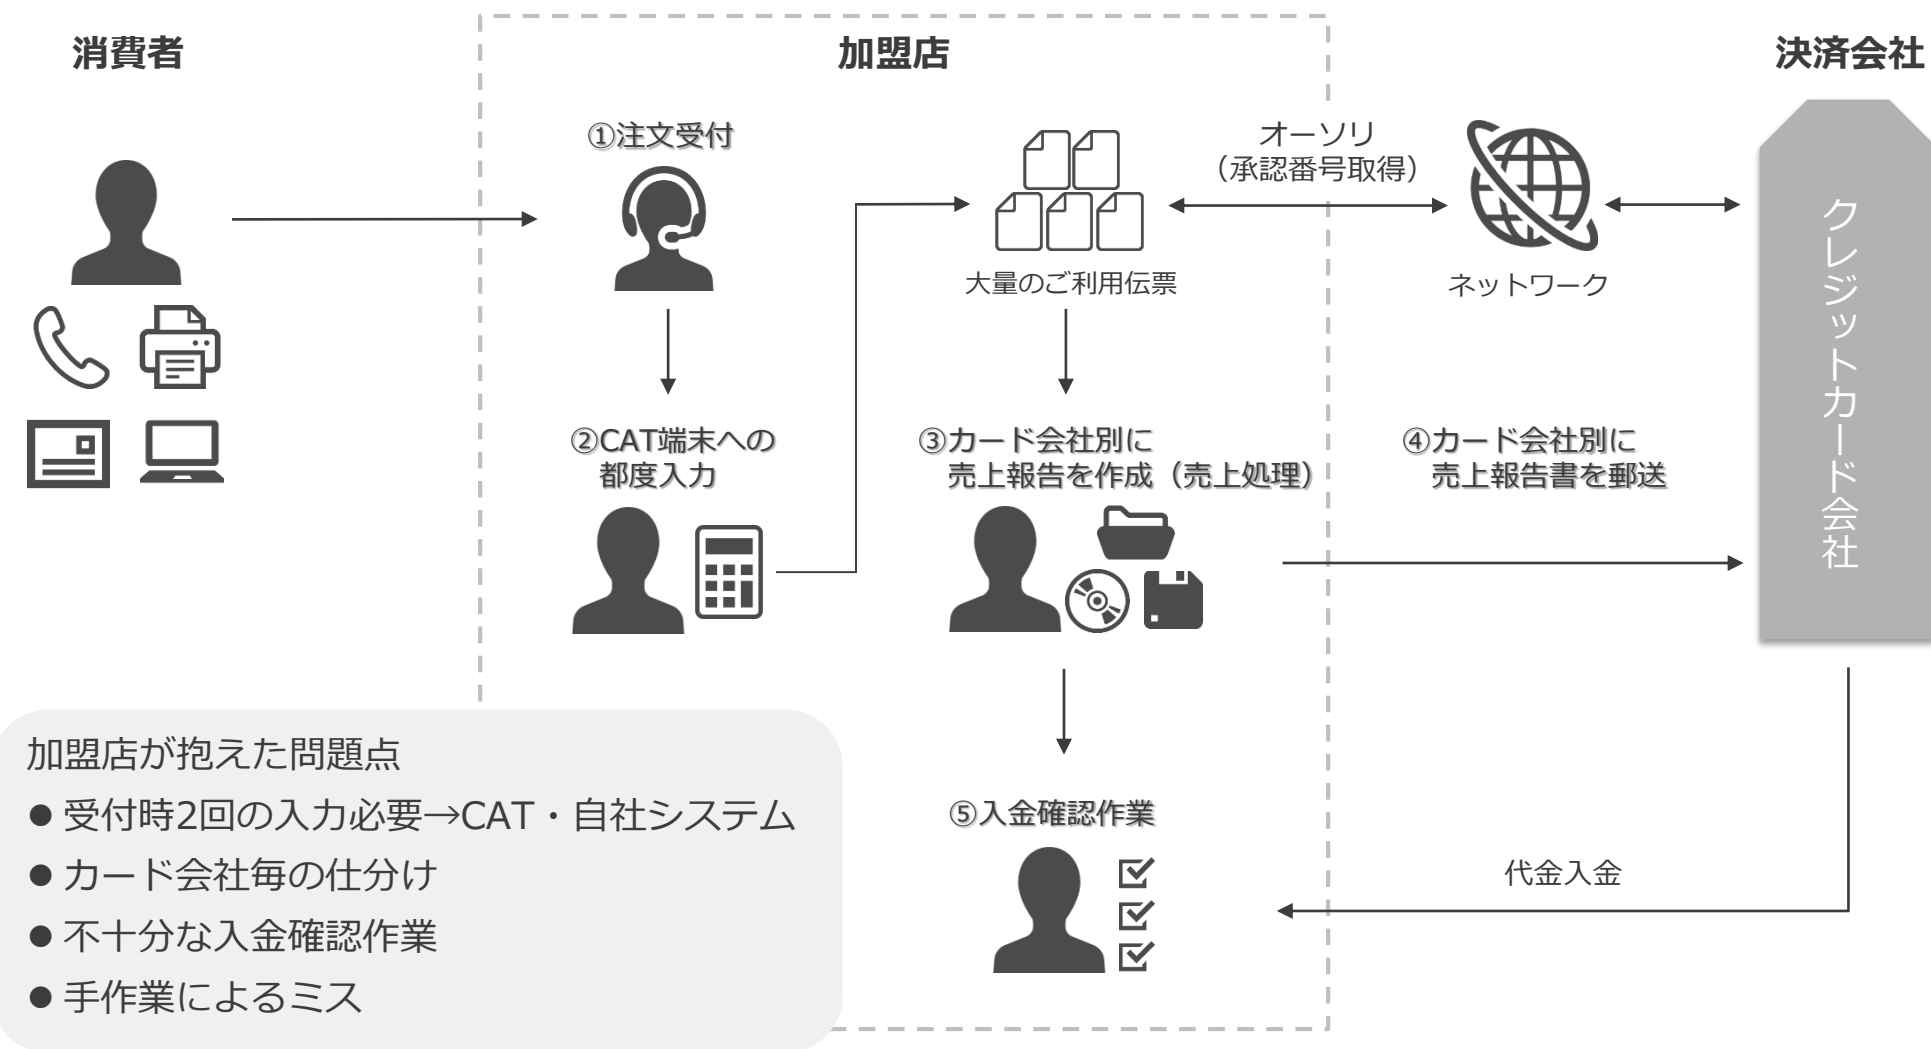 消費者
加盟店
決済会社
①注文受付
オーソリ
（承認番号取得）
大量のご利用伝票
ネットワーク
クレジットカード会社
②CAT端末への
都度入力
③カード会社別に
売上報告を作成（売上処理）
④カード会社別に
売上報告書を郵送
⑤入金確認作業
代金入金
加盟店が抱えた問題点
●受付時2回の入力必要→CAT・自社システム
●カード会社毎の仕分け
●不十分な入金確認作業
●手作業によるミス